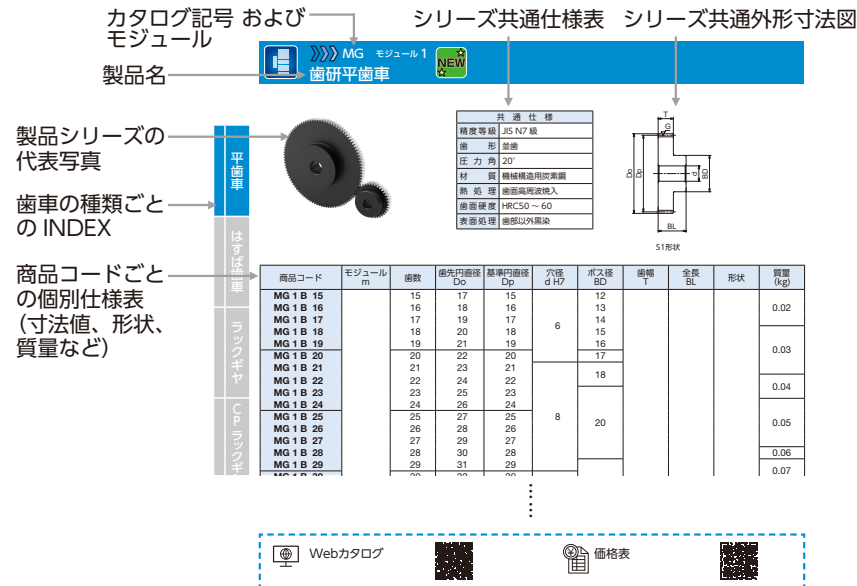 カタログ記号 および
モジュール
シリーズ共通仕様表
シリーズ共通外形寸法図
MG モジュール 1
NEW
製品名
歯研平歯車
製品シリーズの
代表写真
歯車の種類ごと
の INDEX
商品コードごと
の個別仕様表
(寸法値、形状、
質量など)
平歯車
はすば歯車
ラックギヤ
CPラックギ
共 通 仕 様
精度等級 JIS N7 級
歯 形 並歯
圧 力 角 20°
材 質 機械構造用炭素鋼
熱 処 理 歯面高周波焼入
歯面硬度 HRC50 ~ 60
表面処理 歯部以外黒染
T
G
Do
Dp
d
BD
BL
S1形状
商品コード モジュール m 歯数 歯先円直径 Do 基準円直径 Dp 穴径 d H7 ボス径 BD 歯幅 T 全長 BL 形状 質量 (kg)
MG 1 B 15 15 17 15 12
MG 1 B 16 16 18 16 13 0.02
MG 1 B 17 17 19 17 6 14
MG 1 B 18 18 20 18 15
MG 1 B 19 19 21 19 16 0.03
MG 1 B 20 20 22 20 17
MG 1 B 21 21 23 21 18
MG 1 B 22 22 24 22 0.04
MG 1 B 23 23 25 23
MG 1 B 24 24 26 24
MG 1 B 25 25 27 25 8 20 0.05
MG 1 B 26 26 28 26
MG 1 B 27 27 29 27
MG 1 B 28 28 30 28 0.06
MG 1 B 29 29 31 29 0.07
Webカタログ
価格表